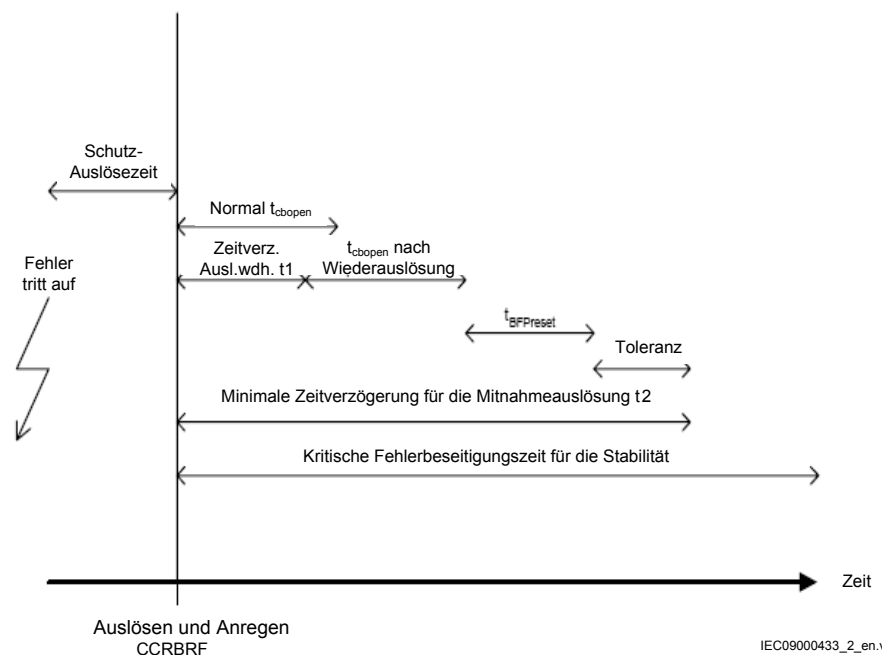 Schutz-
Auslösezeit
Normal tcbopen
Fehler
tritt auf
Zeitverz.
Ausl.wdh. t1
tcbopen nach
Wiederauslösung
tBFPreset
Toleranz
Minimale Zeitverzögerung für die Mitnahmeauslösung t2
Kritische Fehlerbeseitigungszeit für die Stabilität
Zeit
Auslösen und Anregen
CCRBRF
IEC09000433_2_en.v